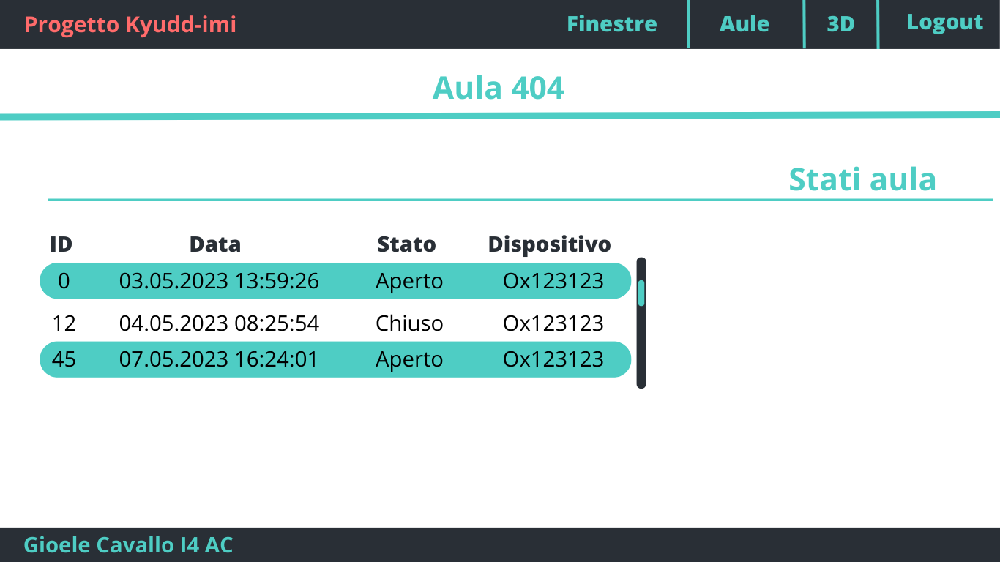 Progetto Kyudd-imi Finestre Aule 3D Logout
Aula 404
Stati aula
ID Data Stato Dispositivo
0 03.05.2023 13:59:26 Aperto Ox123123
12 04.05.2023 08:25:54 Chiuso Ox123123
45 07.05.2023 16:24:01 Aperto Ox123123
Gioele Cavallo I4 AC